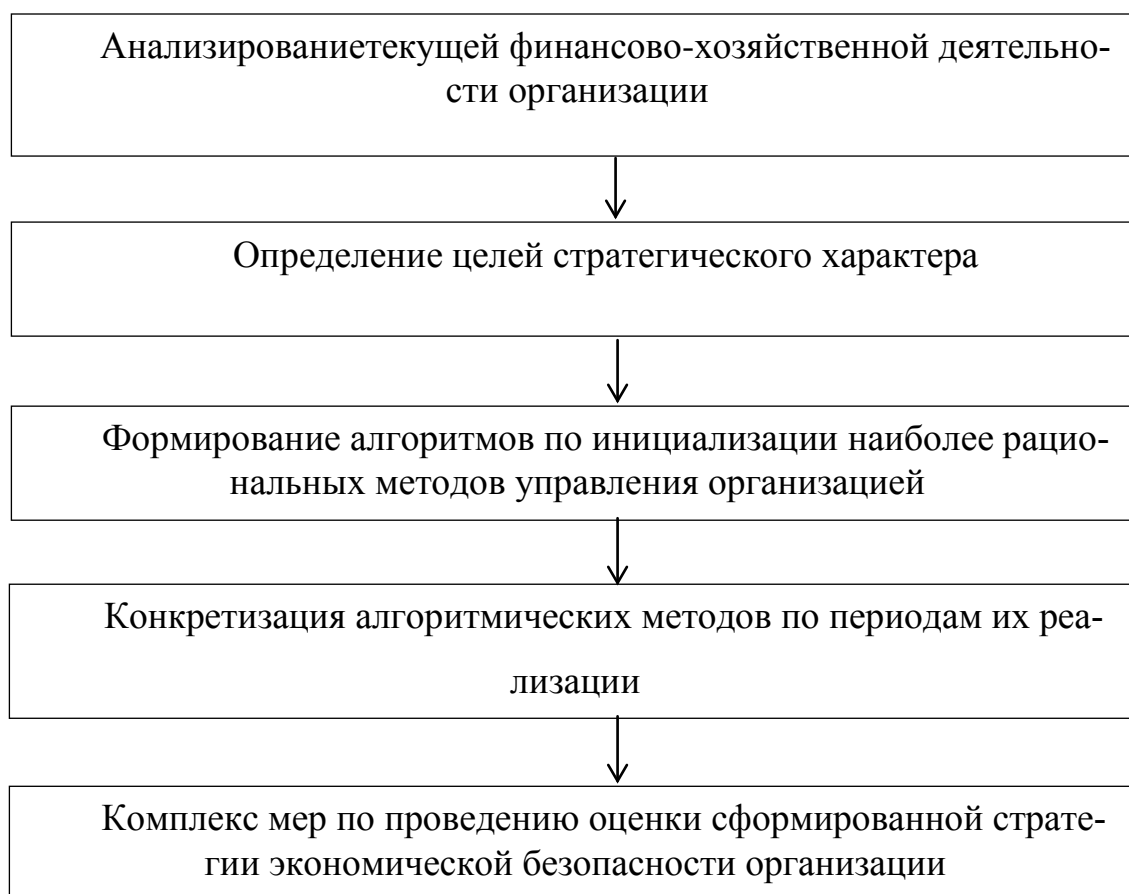 Анализированиетекущей финансово-хозяйственной деятельно-
сти организации
Определение целей стратегического характера
Формирование алгоритмов по инициализации наиболее рацио-
нальных методов управления организацией
Конкретизация алгоритмических методов по периодам их реа-
лизации
Комплекс мер по проведению оценки сформированной страте-
гии экономической безопасности организации